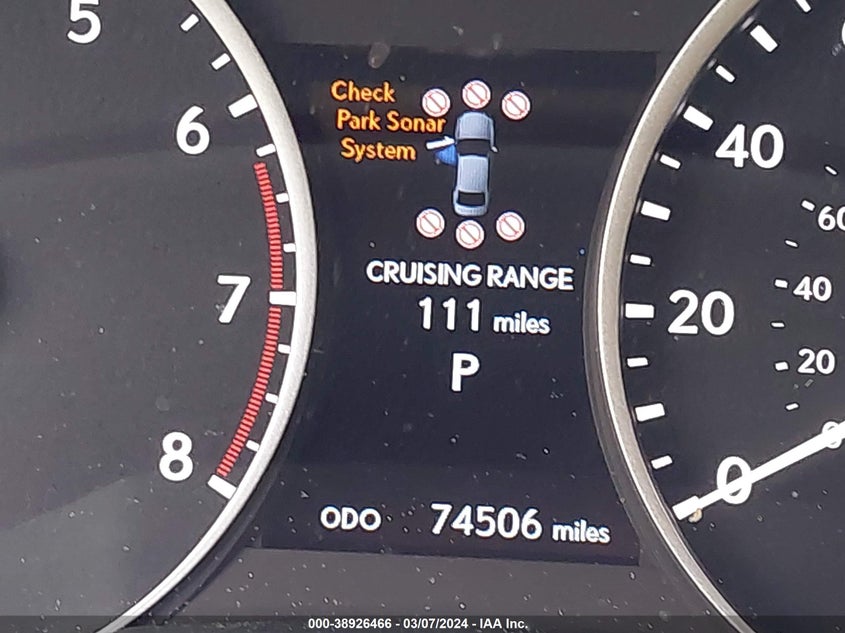 5
6
7
8
Check
Park Sonar
System
CRUISING RANGE
111 miles
P
ODO 74506 miles
40
20
0
60
40
20
0
000-38926466 - 03/07/2024 - IAA Inc.